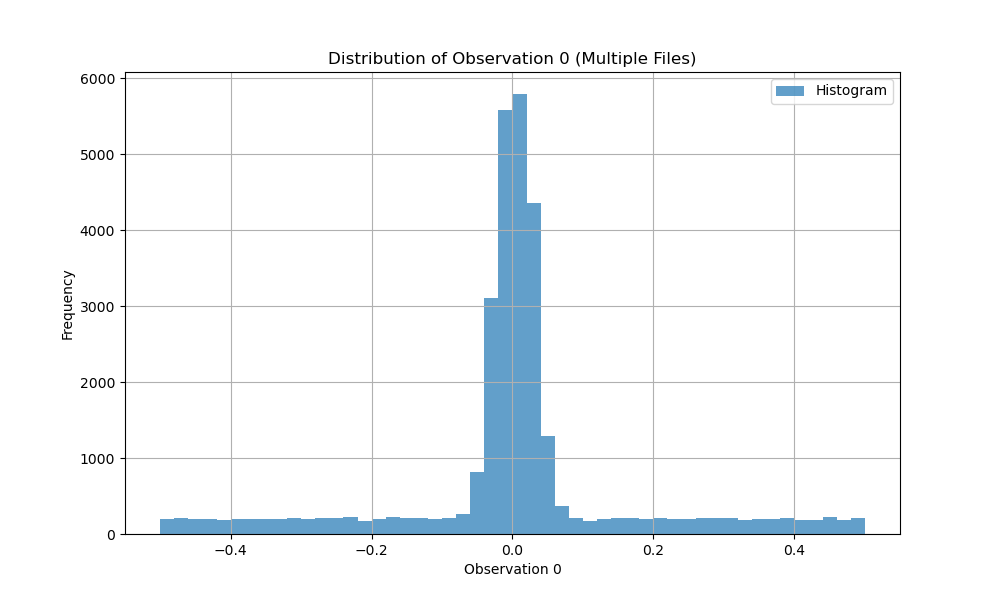 Distribution of Observation 0 (Multiple Files)
Histogram
6000
5000
4000
3000
2000
1000
0
Frequency
−0.4 −0.2 0.0 0.2 0.4
Observation 0